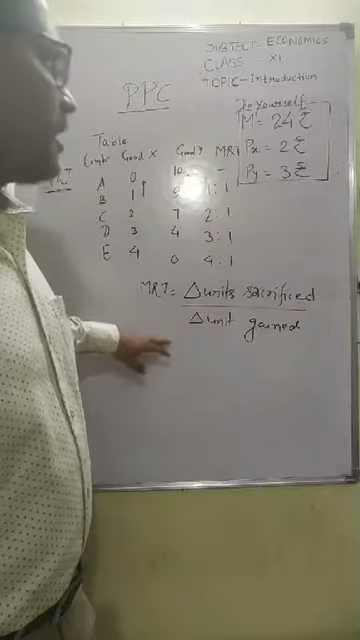 SUBJECT- ECONOMICS
CLASS XI
TOPIC- Introduction
PPC
Do yourself
M = 24 ₹
Px = 2 ₹
Py = 3 ₹
Table
Good X Good Y MRT
A 0 10 -
B 1 9 1:1
C 2 7 2:1
D 3 4 3:1
E 4 0 4:1
MRT = Δ units sacrificed
Δ unit gained